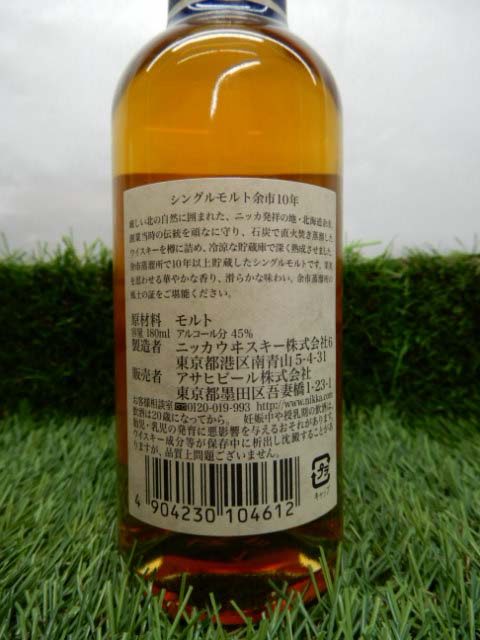 シングルモルト余市10年
厳しい北の自然に囲まれた、ニッカ発祥の地・北海道余市。
創業当時の伝統を頑なに守り、石炭で直火焚き蒸溜した
ウイスキーを樽に詰め、冷涼な貯蔵庫で深く熟成させました。
余市蒸溜所で10年以上貯蔵したシングルモルトです。果実
を思わせる華やかな香り、滑らかな味わい。余市蒸溜所の
風土の証をご堪能ください。
原材料 モルト
容量 180ml アルコール分 45%
製造者 ニッカウヰスキー株式会社6
東京都港区南青山5-4-31
販売者 アサヒビール株式会社
東京都墨田区吾妻橋1-23-1
お客様相談室 0120-019-993 http://www.nikka.com
飲酒は20歳になってから。 妊娠中や授乳期の飲酒は、
胎児・乳児の発育に悪影響を与えるおそれがあります。
ウイスキー成分等が保存中に析出し沈澱することがあ
りますが、品質上問題ございません。
4 904230 104612
プラ
キャップ